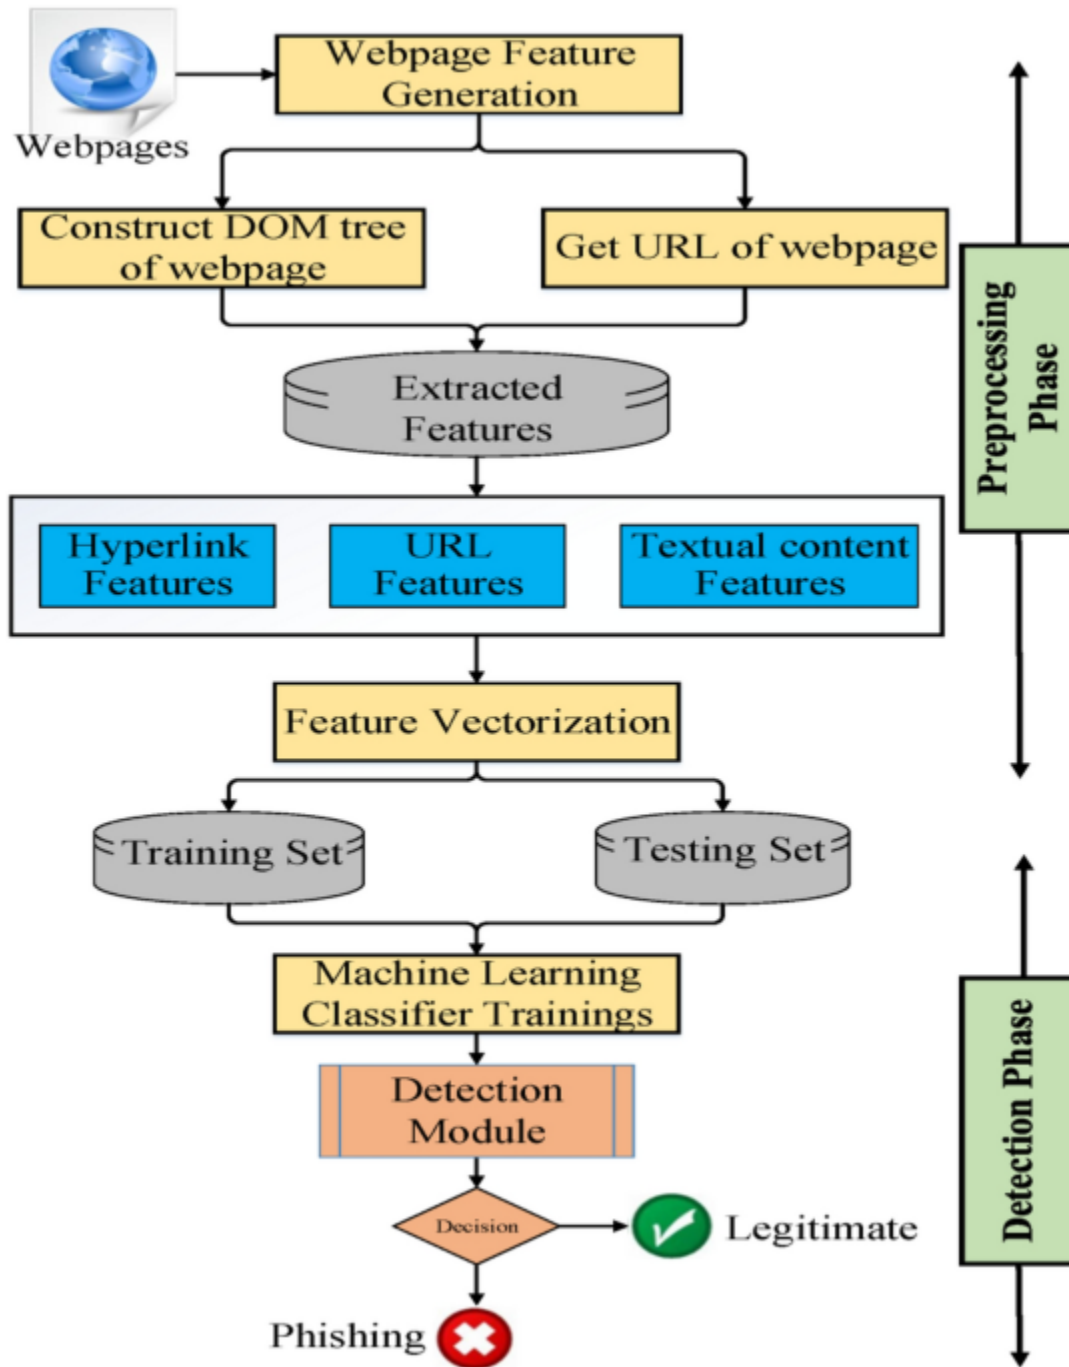 Webpage Feature
Generation
Webpages
Construct DOM tree
of webpage
Get URL of webpage
Extracted
Features
Hyperlink
Features
URL
Features
Textual content
Features
Feature Vectorization
Training Set
Testing Set
Machine Learning
Classifier Trainings
Detection
Module
Decision
Legitimate
Phishing
Preprocessing
Phase
Detection Phase